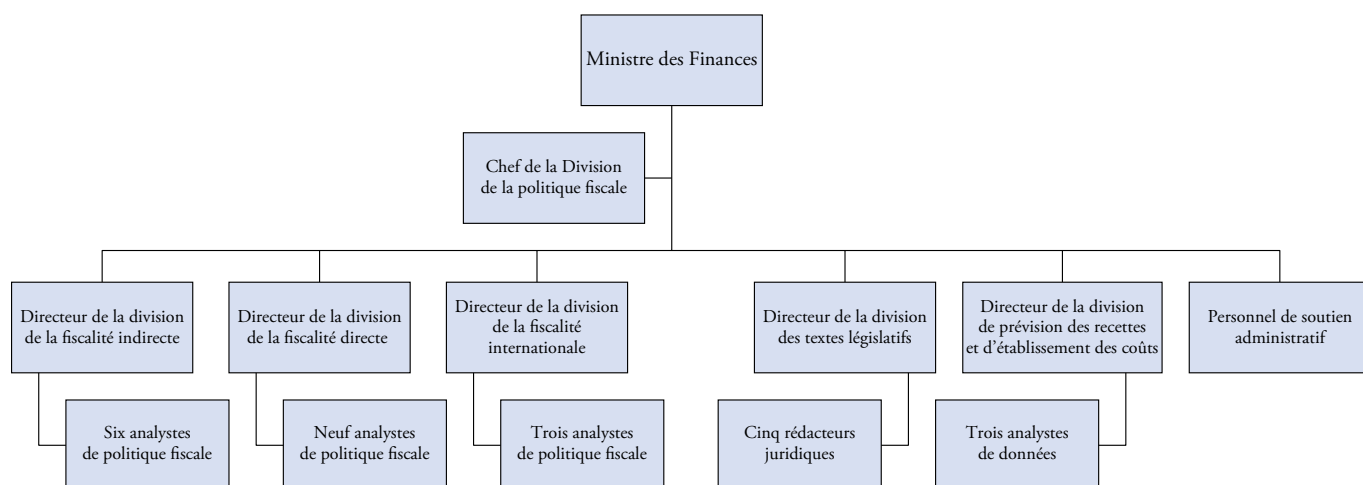 Ministre des Finances
Chef de la Division
de la politique fiscale
Directeur de la division
de la fiscalité indirecte
Directeur de la division
de la fiscalité directe
Directeur de la division
de la fiscalité
internationale
Directeur de la division
des textes législatifs
Directeur de la division
de prévision des recettes
et d’établissement des coûts
Personnel de soutien
administratif
Six analystes
de politique fiscale
Neuf analystes
de politique fiscale
Trois analystes
de politique fiscale
Cinq rédacteurs
juridiques
Trois analystes
de données